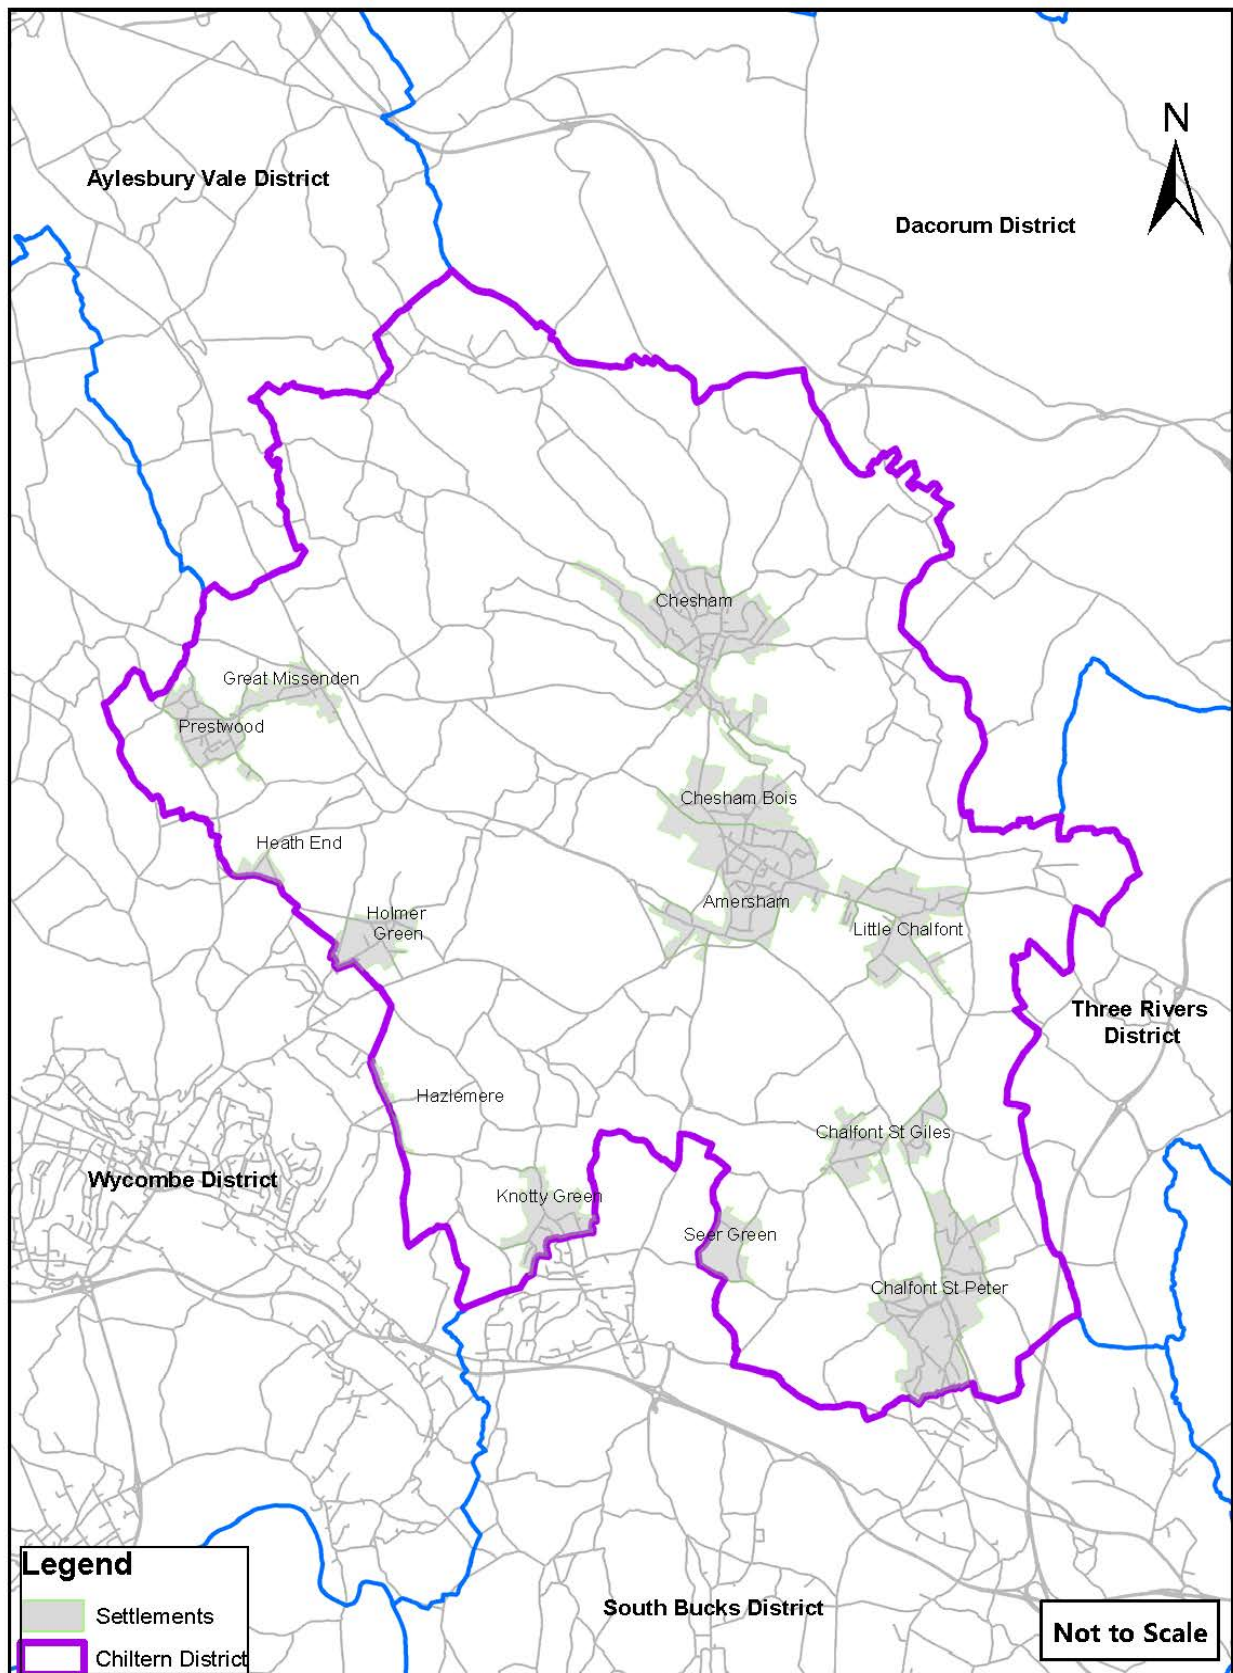 N
Aylesbury Vale District
Dacorum District
Chesham
Great Missenden
Prestwood
Chesham Bois
Heath End
Amersham
Holmer
Green
Little Chalfont
Three Rivers
District
Hazlemere
Chalfont St Giles
Wycombe District
Knotty Green
Seer Green
Chalfont St Peter
Legend
Settlements
Chiltern District
South Bucks District
Not to Scale